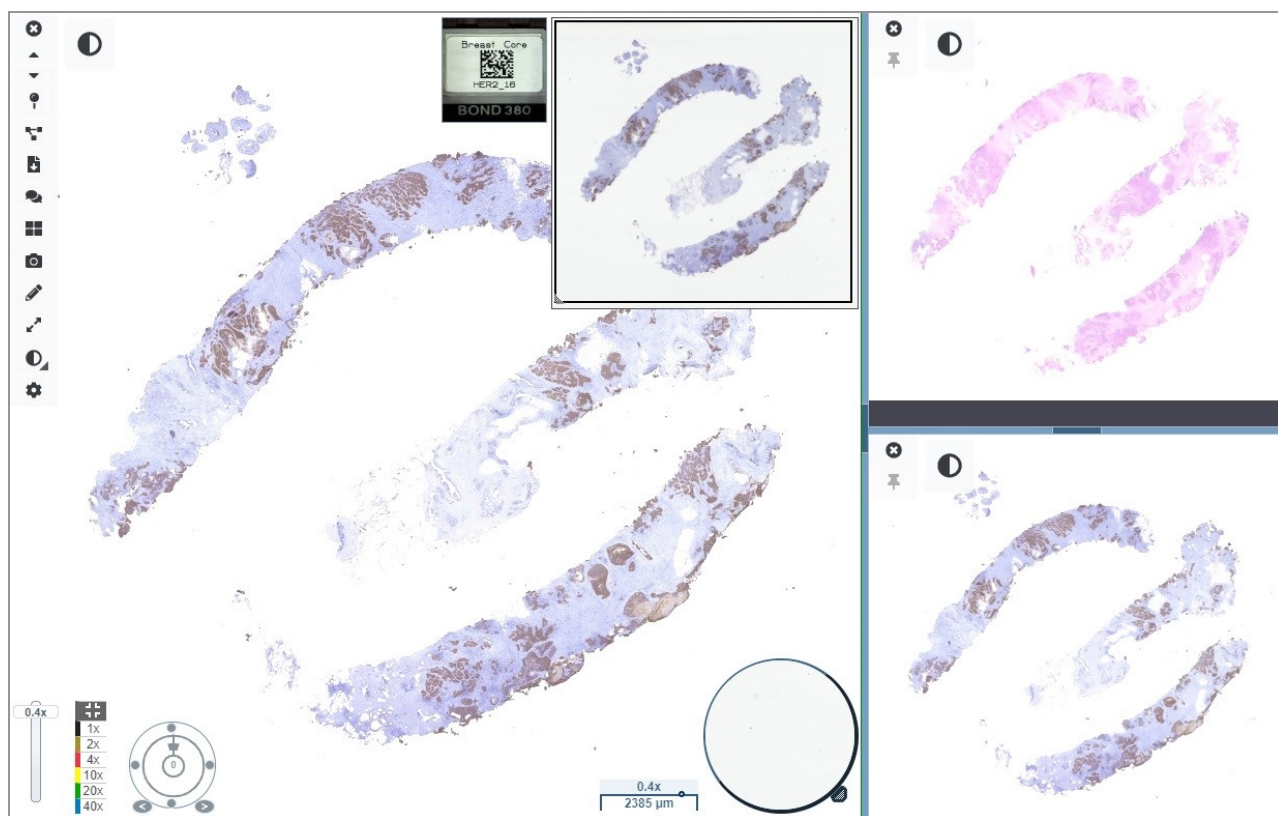 Breast Core
HER2_16
BOND 380
0.4x
1x
2x
4x
10x
20x
40x
0
0.4x
2385 µm